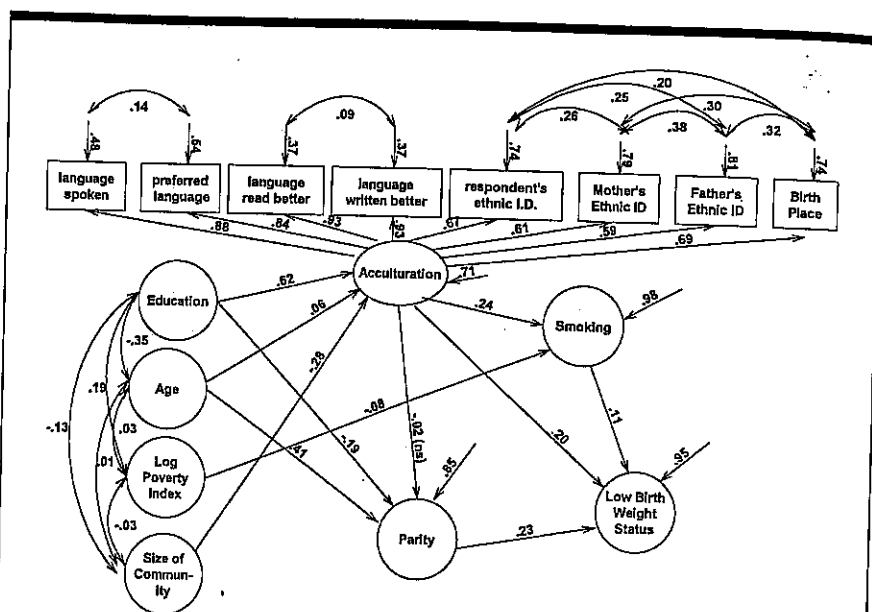 .14
.09
.20
.25
.30
.26
.38
.32
.48
.64
.37
.37
.74
.79
.81
.74
language
spoken
preferred
language
language
read better
language
written better
respondent's
ethnic I.D.
Mother's
Ethnic ID
Father's
Ethnic ID
Birth
Place
.88
.84
.93
.93
.67
.61
.59
.69
Acculturation
.71
Education
.62
.06
-.28
.24
Smoking
.98
-.35
Age
.19
-.13
.03
.01
Log
Poverty
Index
-.03
Size of
Commun-
ity
-.08
-.19
.41
-.02 (ns)
.20
.11
.85
.95
Parity
.23
Low Birth
Weight
Status